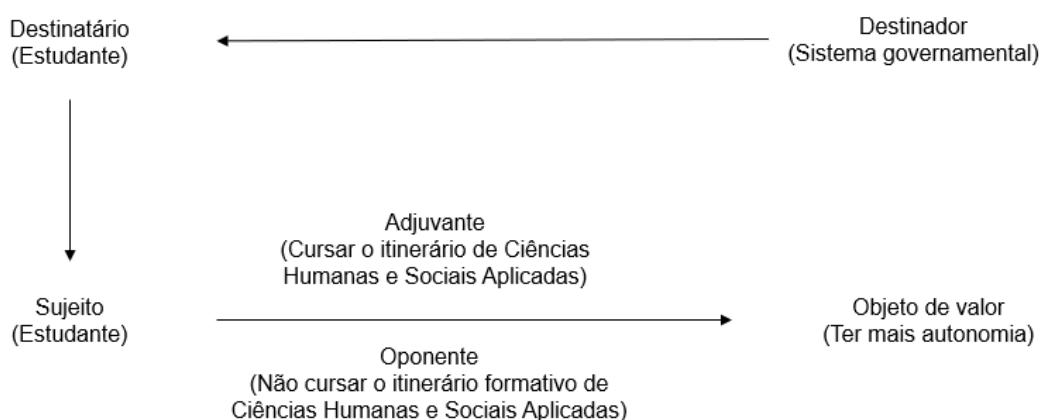 Destinatário
(Estudante)
Destinador
(Sistema governamental)
Adjuvante
(Cursar o itinerário de Ciências
Humanas e Sociais Aplicadas)
Sujeito
(Estudante)
Objeto de valor
(Ter mais autonomia)
Oponente
(Não cursar o itinerário formativo de
Ciências Humanas e Sociais Aplicadas)